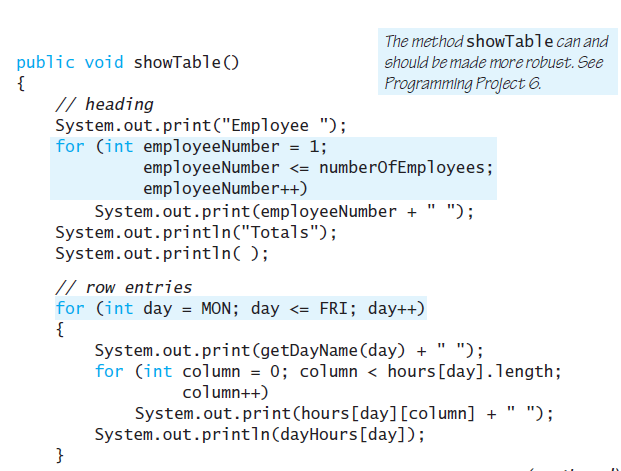 The method showTable can and
should be made more robust. See
Programming Project 6.
public void showTable()
{
    // heading
    System.out.print("Employee ");
    for (int employeeNumber = 1;
             employeeNumber <= numberOfEmployees;
             employeeNumber++)
        System.out.print(employeeNumber + " ");
    System.out.println("Totals");
    System.out.println( );
    // row entries
    for (int day = MON; day <= FRI; day++)
    {
        System.out.print(getDayName(day) + " ");
        for (int column = 0; column < hours[day].length;
                 column++)
            System.out.print(hours[day][column] + " ");
        System.out.println(dayHours[day]);
    }